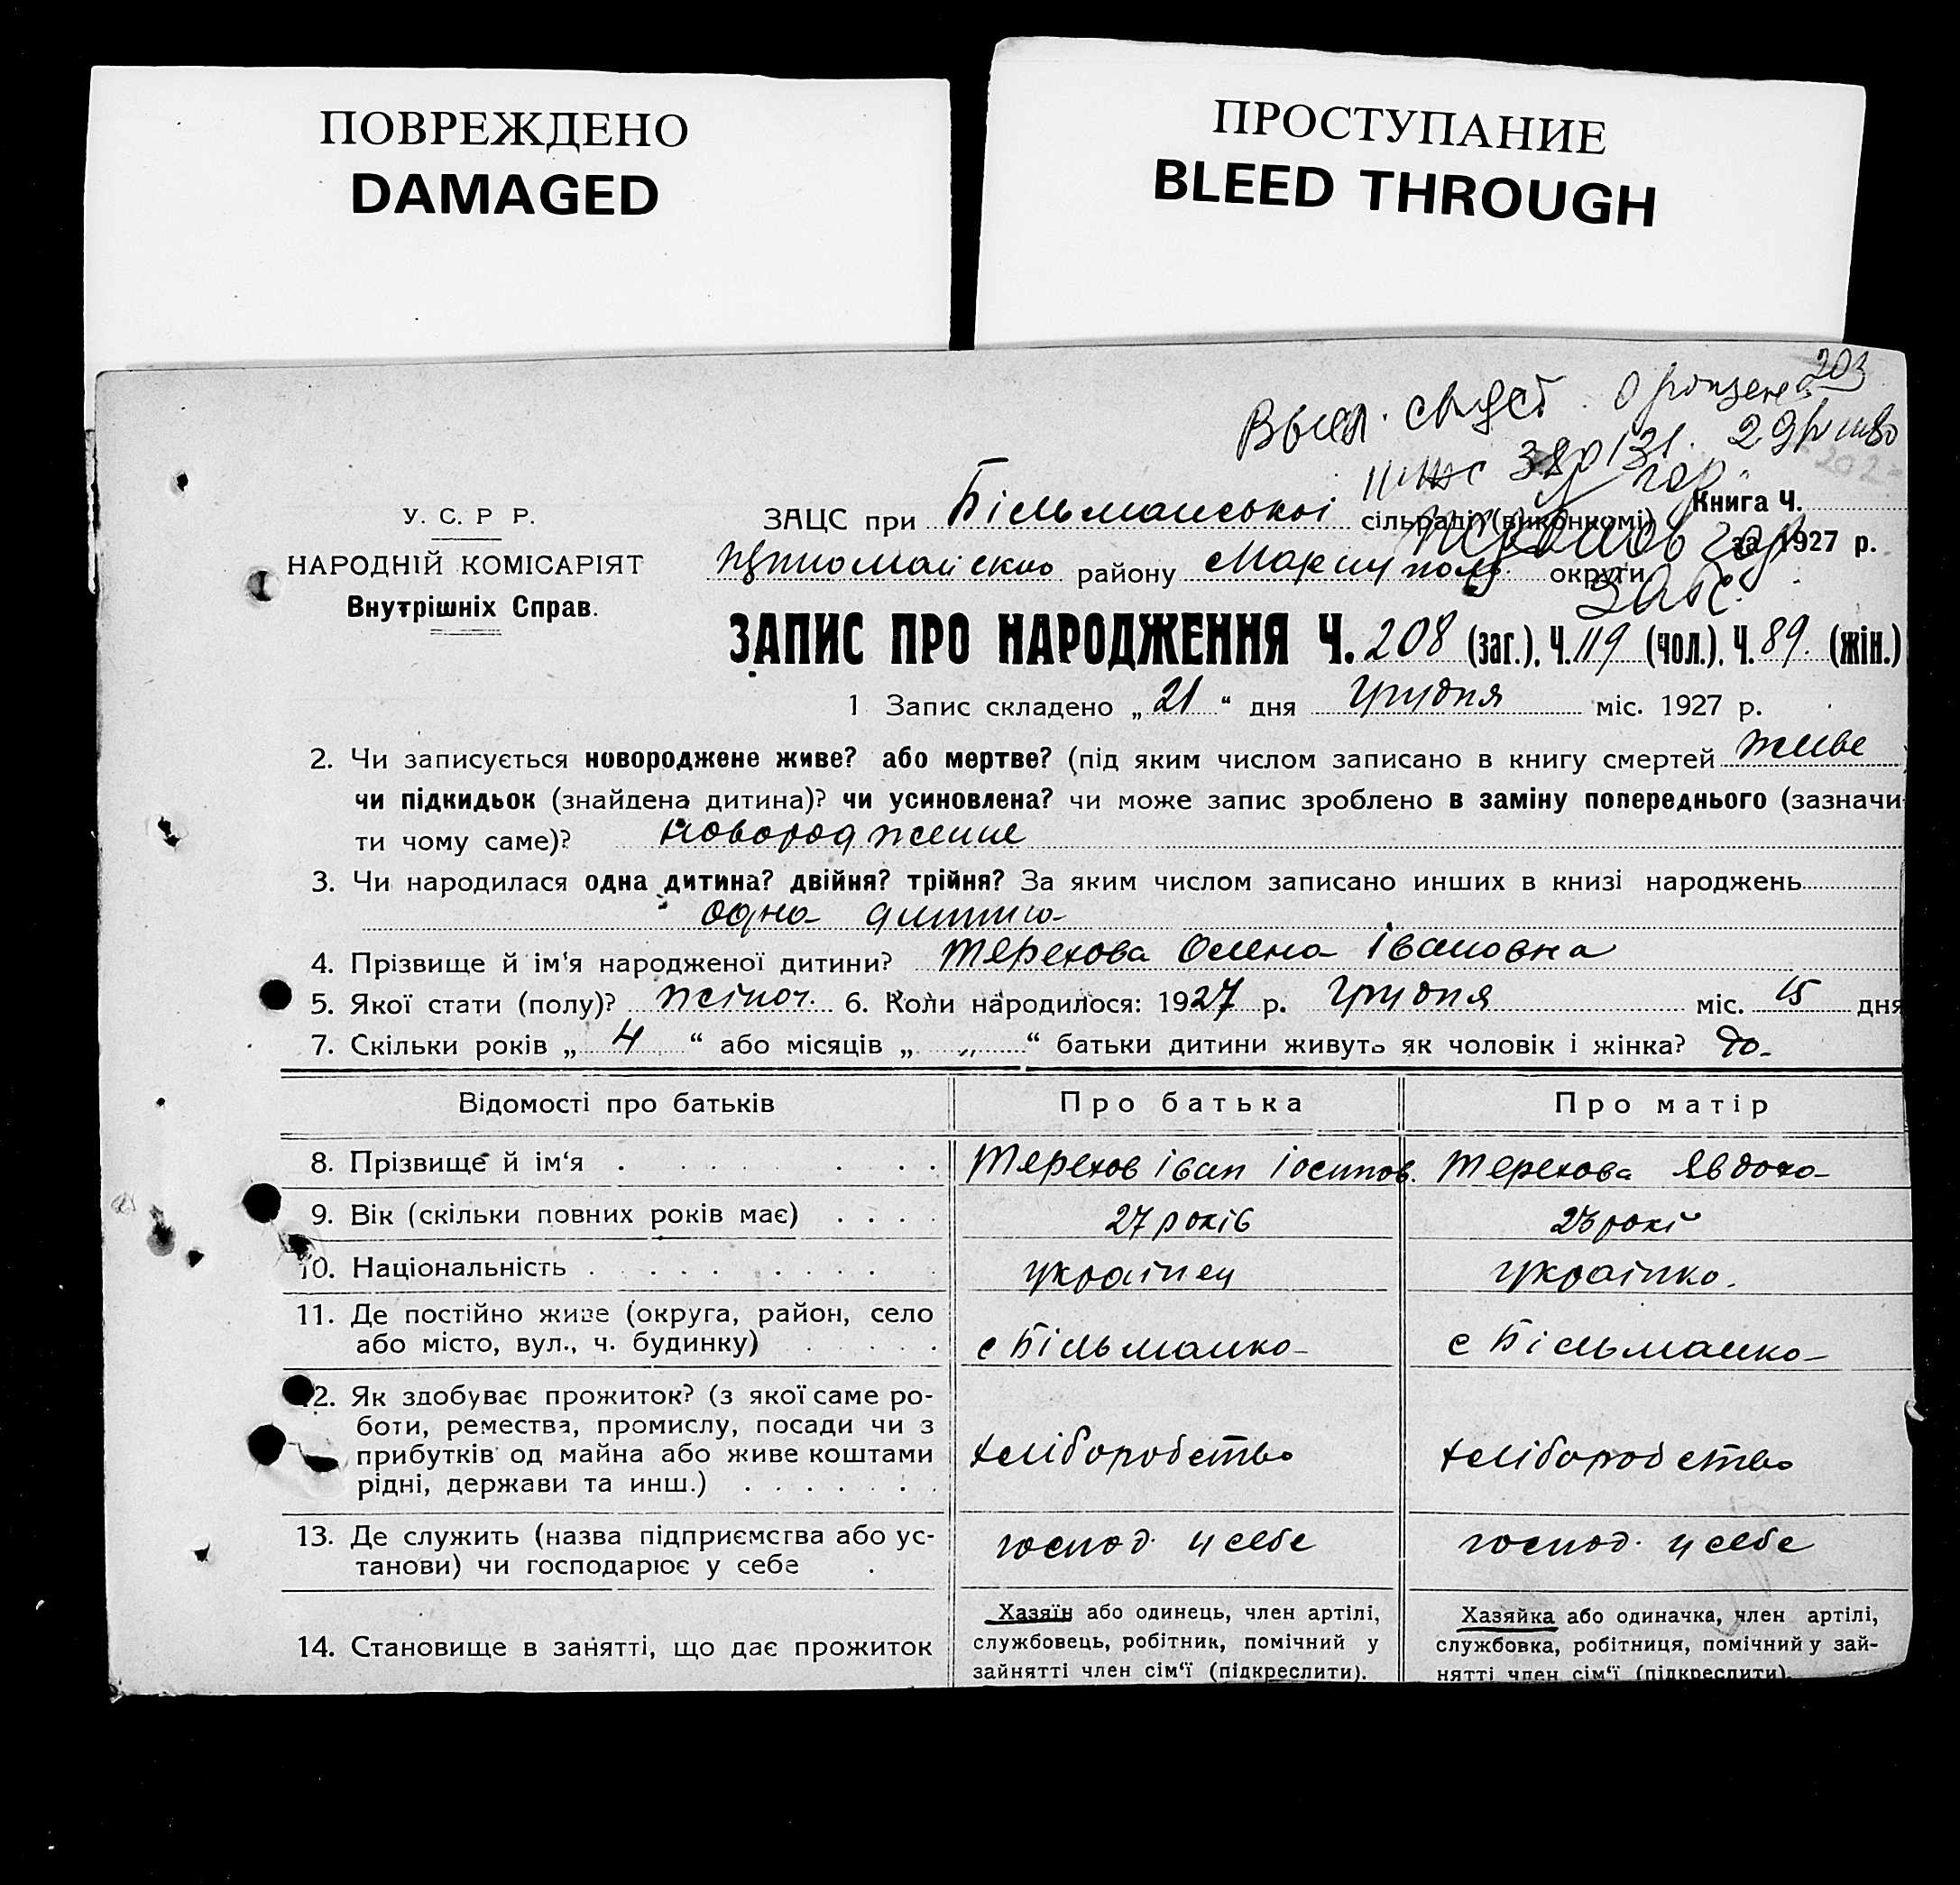 ПОВРЕЖДЕНО
DAMAGED
ПРОСТУПАНИЕ
BLEED THROUGH
203
202
У. С. Р Р.
НАРОДНІЙ КОМІСАРІЯТ
Внутрішніх Справ.
ЗАЦС при Більманської сільраді (виконкомі)
Книга Ч.
за 1927 р.
району Маріуполь. округи
ЗАПИС ПРО НАРОДЖЕННЯ Ч. 208 (заг.), Ч. 119 (чол.), Ч. 89. (жін.)
1 Запис складено „ 21 “ дня грудня міс. 1927 р.
2. Чи записується новороджене живе? або мертве? (під яким числом записано в книгу смертей живе
чи підкидьок (знайдена дитина)? чи усиновлена? чи може запис зроблено в заміну попереднього (зазначи-
ти чому саме)? новородженне
3. Чи народилася одна дитина? двійня? трійня? За яким числом записано инших в книзі народжень
одна дитина
4. Прізвище й ім'я народженої дитини? Терехова Олена Івановна
5. Якої стати (полу)? жіноч. 6. Коли народилося: 1927 р. грудня міс. 15 дня
7. Скільки років „ 4 “ або місяців „ „ “ батьки дитини живуть як чоловік і жінка? да
Відомості про батьків Про батька Про матір
8. Прізвище й ім'я Терехов Іван Іосипов. Терехова Явдоха
9. Вік (скільки повних років має) 27 років 23 рокі
10. Національність українец українка.
11. Де постійно живе (округа, район, село
або місто, вул., ч. будинку) с Більманка с Більманка
12. Як здобуває прожиток? (з якої саме ро-
боти, ремества, промислу, посади чи з
прибутків од майна або живе коштами
рідні, держави та инш.) хліборобство хліборобство
13. Де служить (назва підприємства або ус-
танови) чи господарює у себе господ. у себе господ. у себе
14. Становище в занятті, що дає прожиток
Хазяїн або одинець, член артілі,
службовець, робітник, помічний у
зайнятті член сім'ї (підкреслити).
Хазяйка або одиначка, член артілі,
службовка, робітниця, помічний у зай-
нятті член сім'ї (підкреслити).